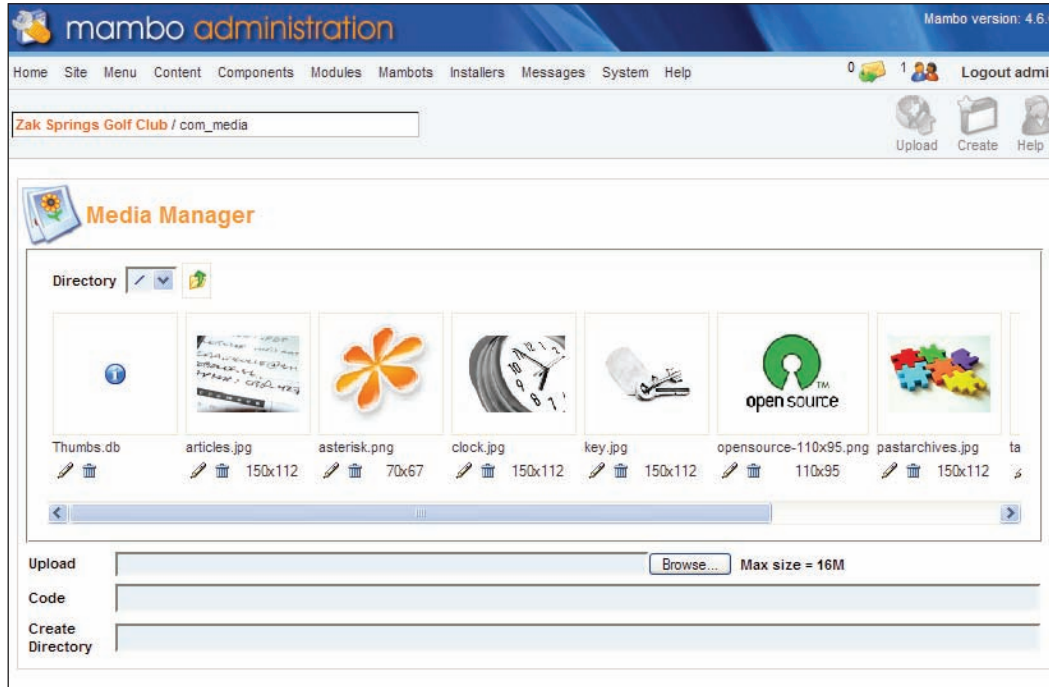 mambo administration
Mambo version: 4.6.
Home Site Menu Content Components Modules Mambots Installers Messages System Help 0 1 Logout admi
Zak Springs Golf Club / com_media
Upload Create Help
Media Manager
Directory /
open source TM
Thumbs.db articles.jpg asterisk.png clock.jpg key.jpg opensource-110x95.png pastarchives.jpg ta
150x112 70x67 150x112 150x112 110x95 150x112
Upload Browse... Max size = 16M
Code
Create
Directory